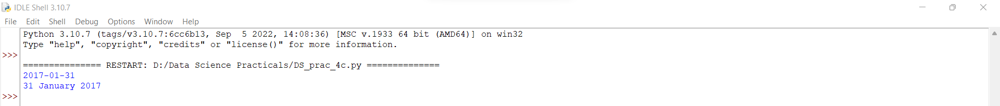 IDLE Shell 3.10.7
File Edit Shell Debug Options Window Help
Python 3.10.7 (tags/v3.10.7:6cc6b13, Sep  5 2022, 14:08:36) [MSC v.1933 64 bit (AMD64)] on win32
Type "help", "copyright", "credits" or "license()" for more information.
>>>
=============== RESTART: D:/Data Science Practicals/DS_prac_4c.py ==============
2017-01-31
31 January 2017
>>>